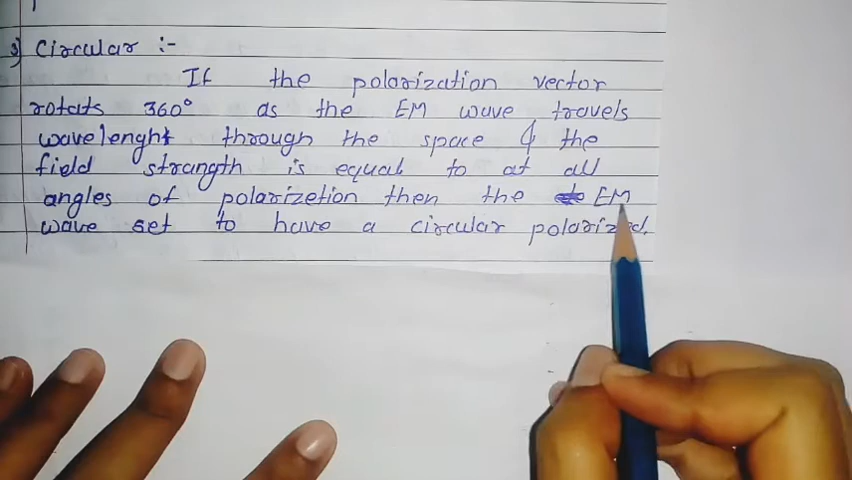 3) Circular :-
If the polarization vector
rotats 360° as the EM wave travels
wavelenght through the space & the
field strangth is equal to at all
angles of polarizetion then the EM
wave set to have a circular polarized.